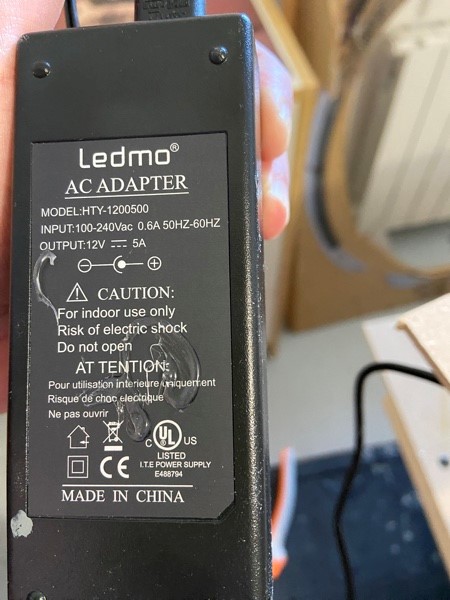 Ledmo®
AC ADAPTER
MODEL:HTY-1200500
INPUT:100-240Vac 0.6A 50HZ-60HZ
OUTPUT:12V ⎓ 5A
CAUTION:
For indoor use only
Risk of electric shock
Do not open
AT TENTION:
Pour utilisation interieure uniquement
Risque de choc electrique
Ne pas ouvrir
C UL US
LISTED
I.T.E POWER SUPPLY
E488794
CE
MADE IN CHINA